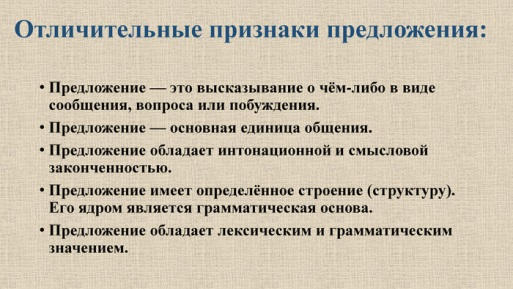 Отличительные признаки предложения:
• Предложение — это высказывание о чём-либо в виде
сообщения, вопроса или побуждения.
• Предложение — основная единица общения.
• Предложение обладает интонационной и смысловой
законченностью.
• Предложение имеет определённое строение (структуру).
Его ядром является грамматическая основа.
• Предложение обладает лексическим и грамматическим
значением.